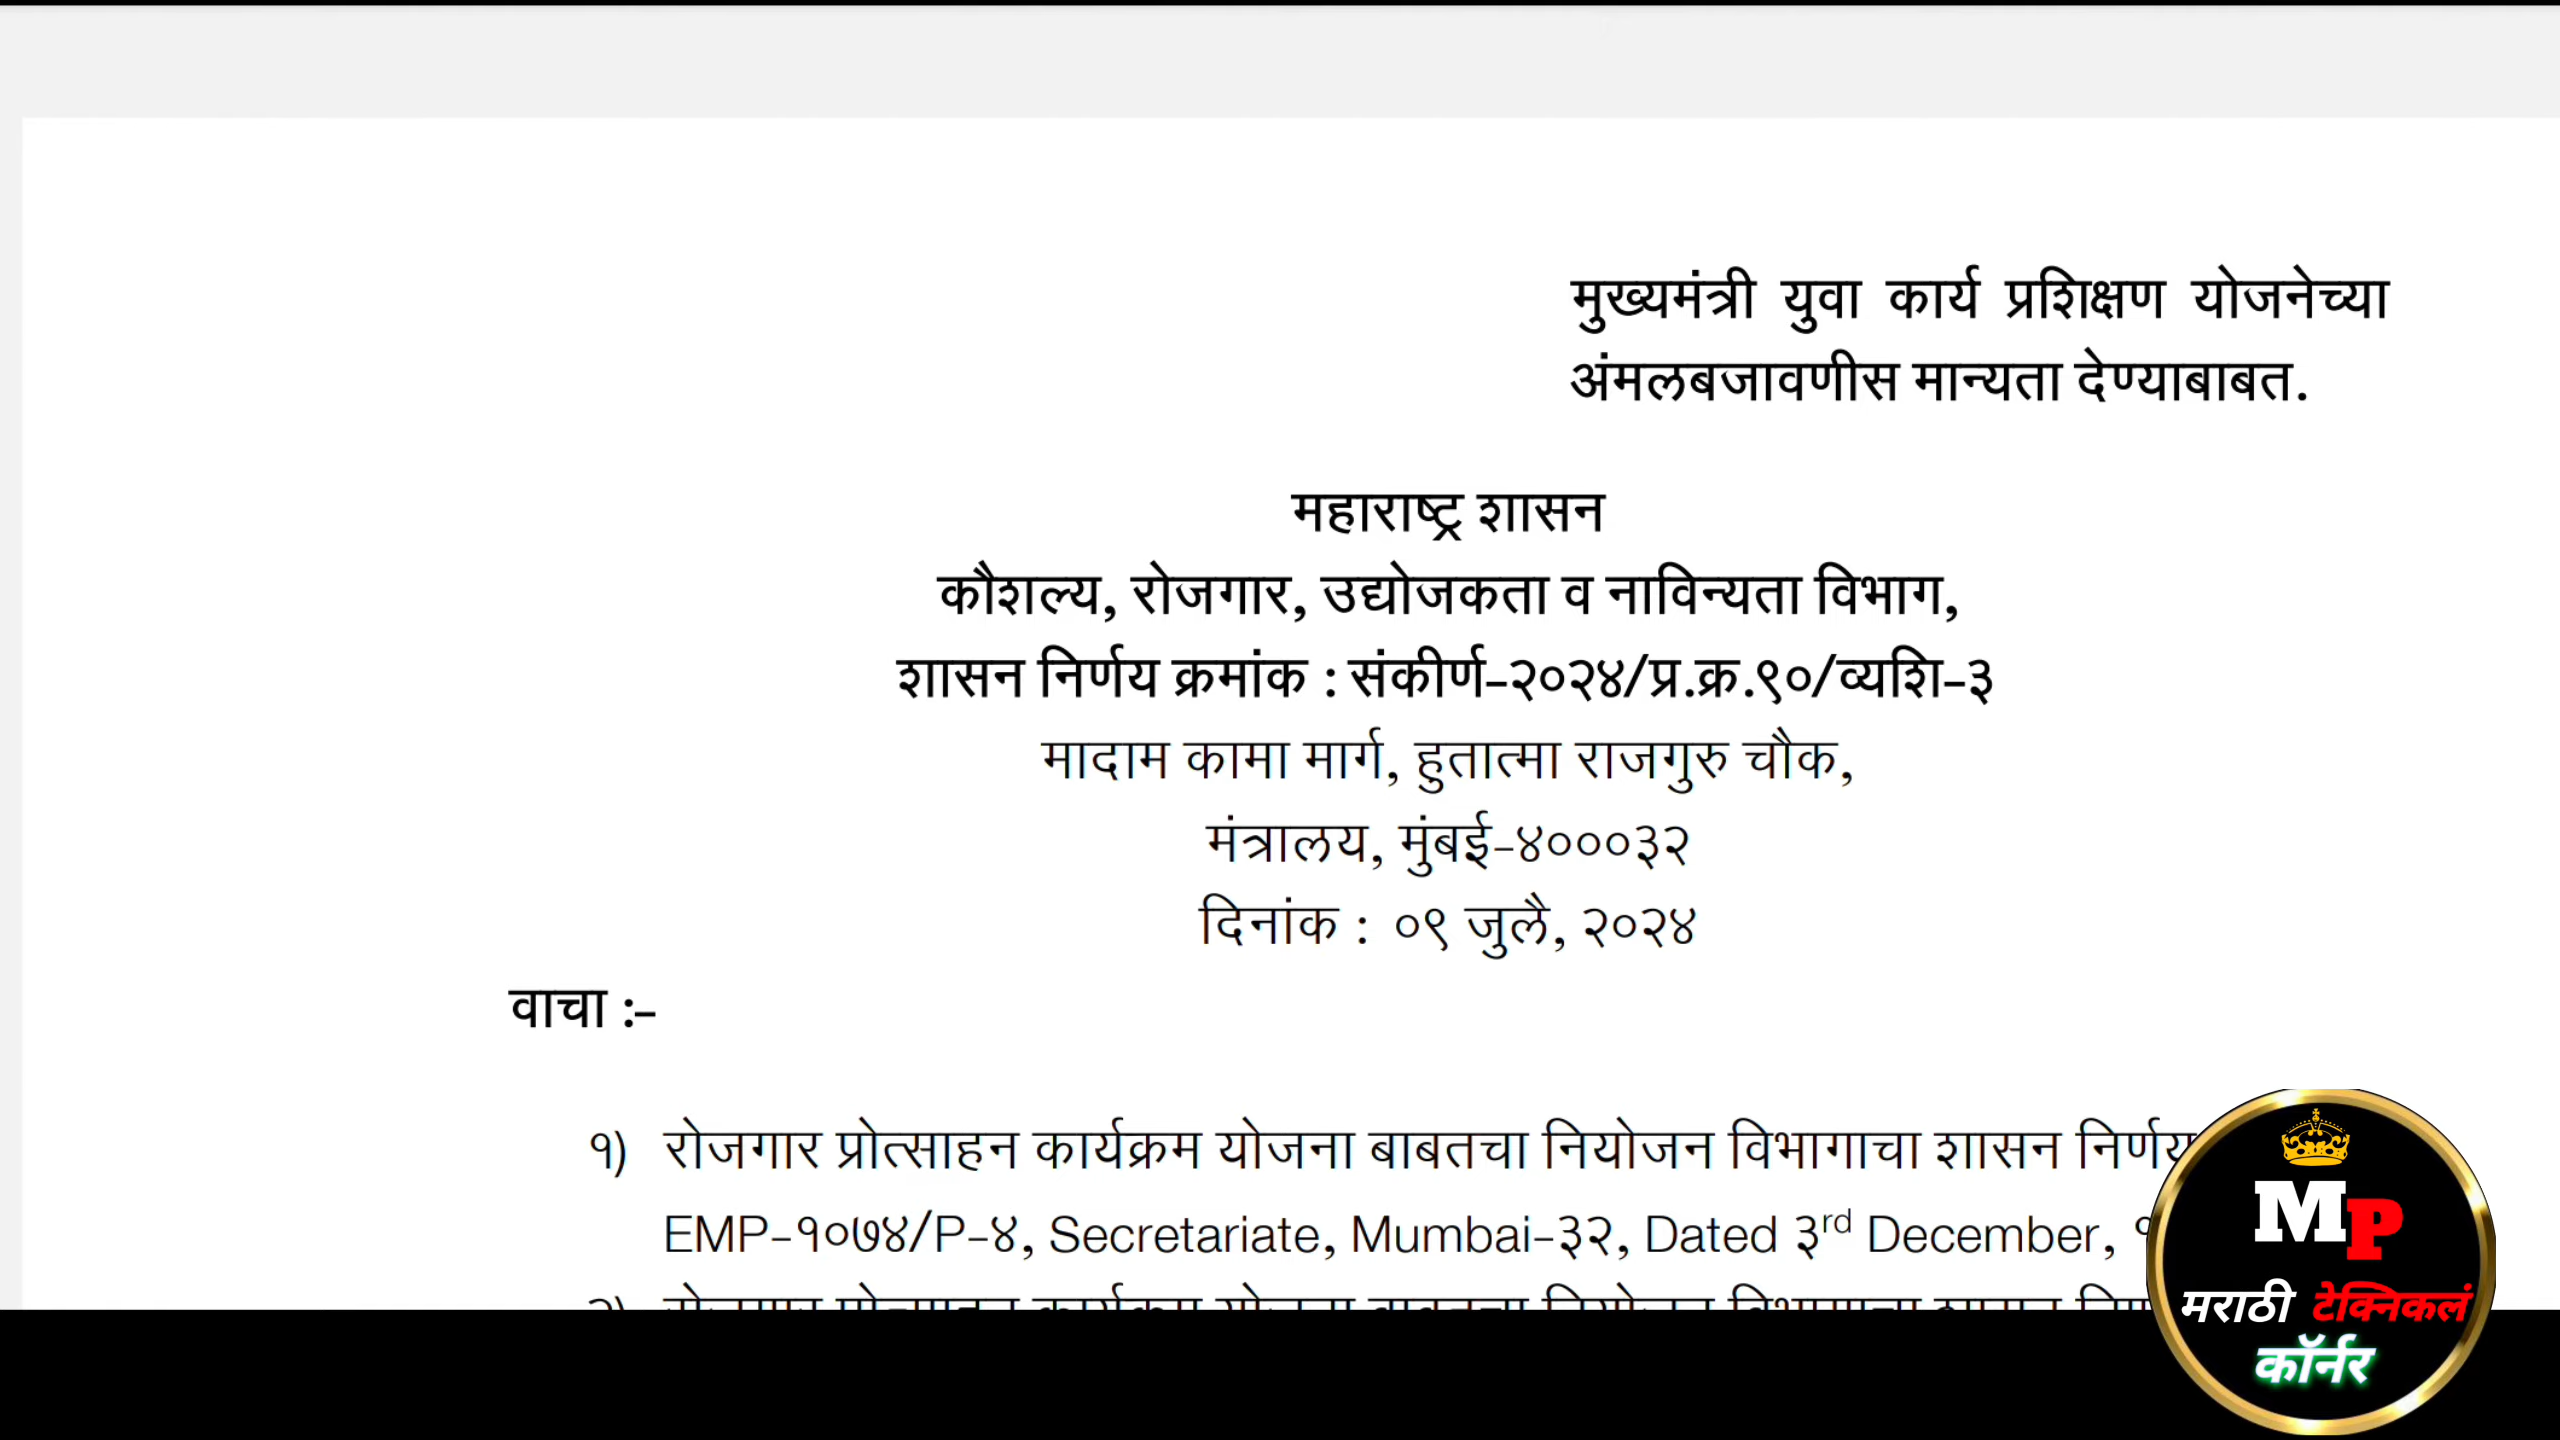 मुख्यमंत्री युवा कार्य प्रशिक्षण योजनेच्या
अंमलबजावणीस मान्यता देण्याबाबत.
महाराष्ट्र शासन
कौशल्य, रोजगार, उद्योजकता व नाविन्यता विभाग,
शासन निर्णय क्रमांक : संकीर्ण-२०२४/प्र.क्र.९०/व्यशि-३
मादाम कामा मार्ग, हुतात्मा राजगुरु चौक,
मंत्रालय, मुंबई-४०००३२
दिनांक : ०९ जुलै, २०२४
वाचा :-
१) रोजगार प्रोत्साहन कार्यक्रम योजना बाबतचा नियोजन विभागाचा शासन निर्णय
EMP-१०७४/P-४, Secretariate, Mumbai-३२, Dated ३rd December,
MP
मराठी टेक्निकलं
कॉर्नर